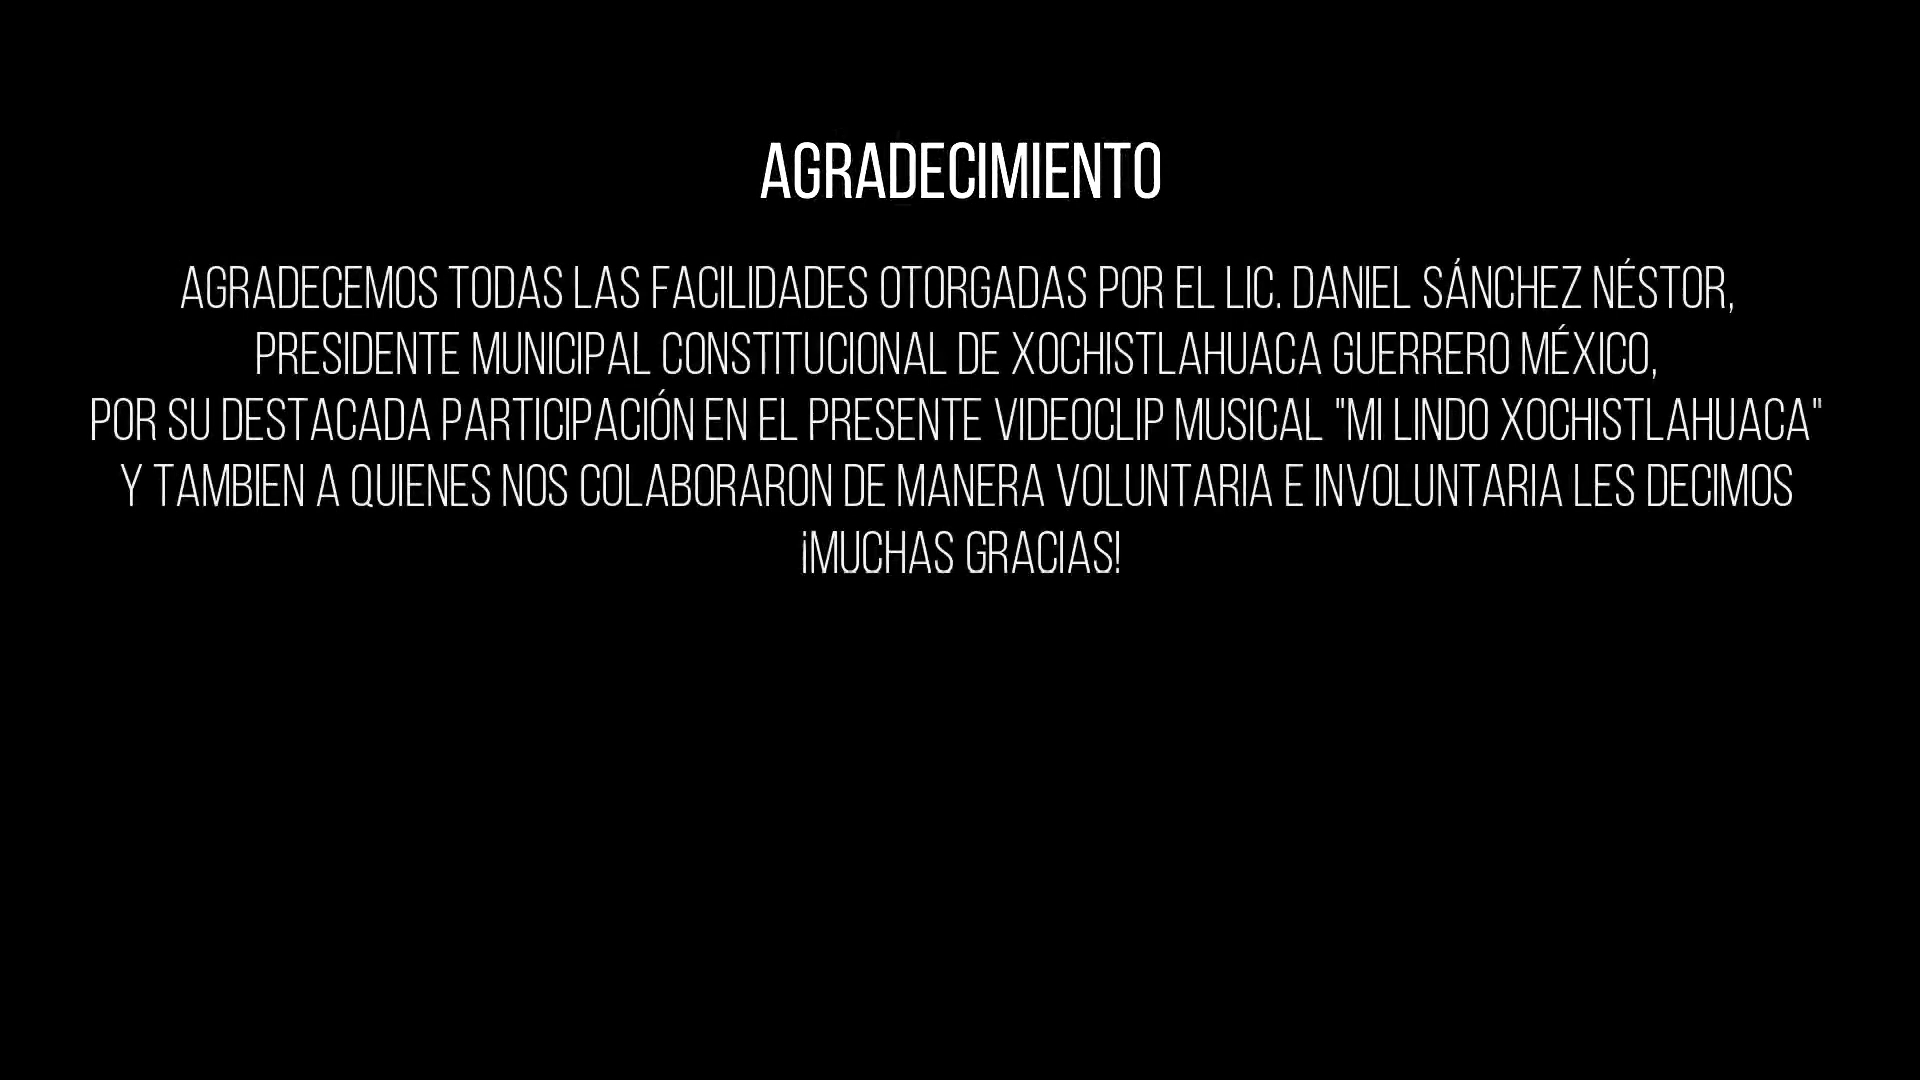 AGRADECIMIENTO
AGRADECEMOS TODAS LAS FACILIDADES OTORGADAS POR EL LIC. DANIEL SÁNCHEZ NÉSTOR,
PRESIDENTE MUNICIPAL CONSTITUCIONAL DE XOCHISTLAHUACA GUERRERO MÉXICO,
POR SU DESTACADA PARTICIPACIÓN EN EL PRESENTE VIDEOCLIP MUSICAL "MI LINDO XOCHISTLAHUACA"
Y TAMBIEN A QUIENES NOS COLABORARON DE MANERA VOLUNTARIA E INVOLUNTARIA LES DECIMOS
¡MUCHAS GRACIAS!